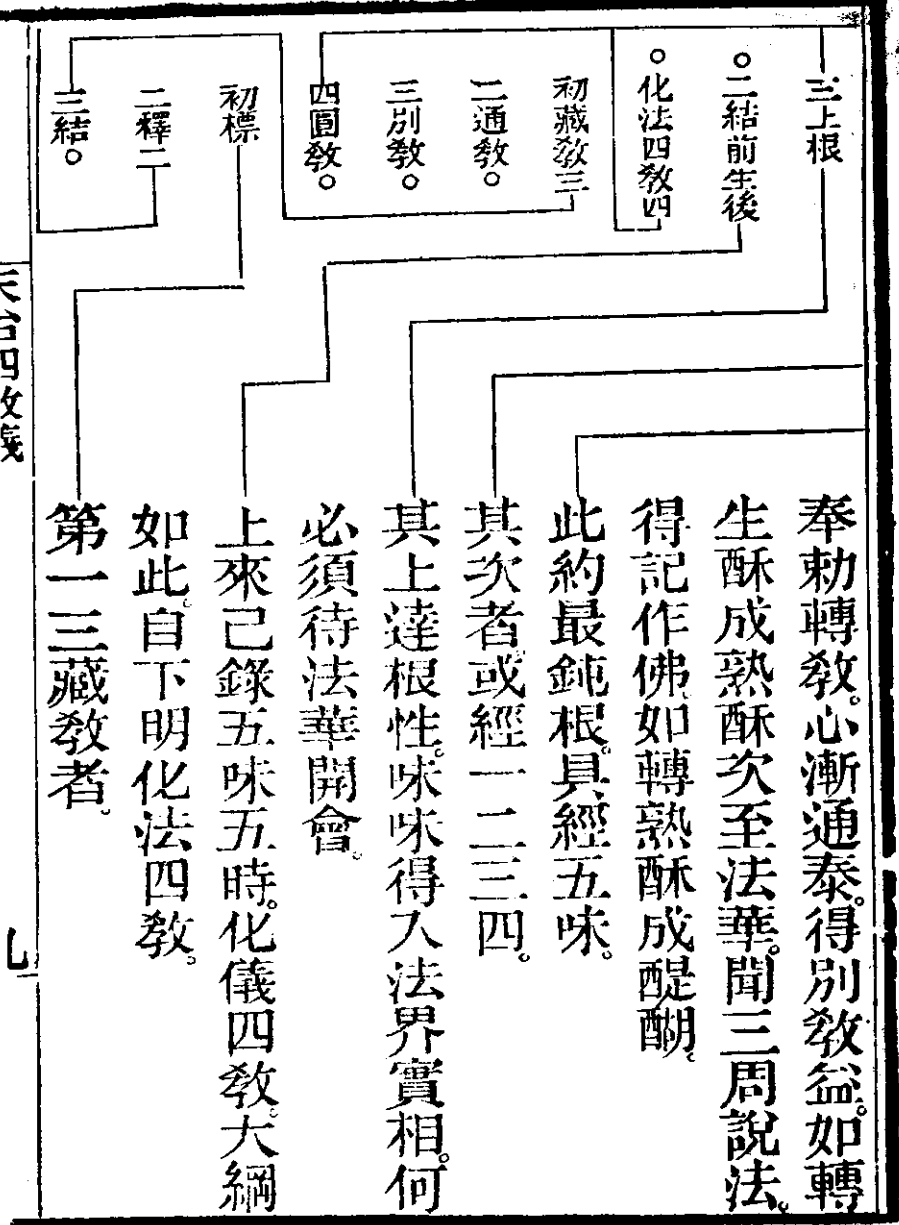 三上根
二結前生後
化法四教四
初藏教三
二通教。
三別教。
四圓教。
初標
二釋二
三結。
奉勅轉教。心漸通泰。得別教益。如轉
生酥成熟酥次至法華。聞三周說法。
得記作佛。如轉熟酥成醍醐。
此約最鈍根。具經五味。
其次者。或經一二三四。
其上達根性。味味得入法界實相。何
必須待法華開會。
上來已錄五味五時。化儀四教。大綱
如此。自下明化法四教。
第一三藏教者。
天台四教儀